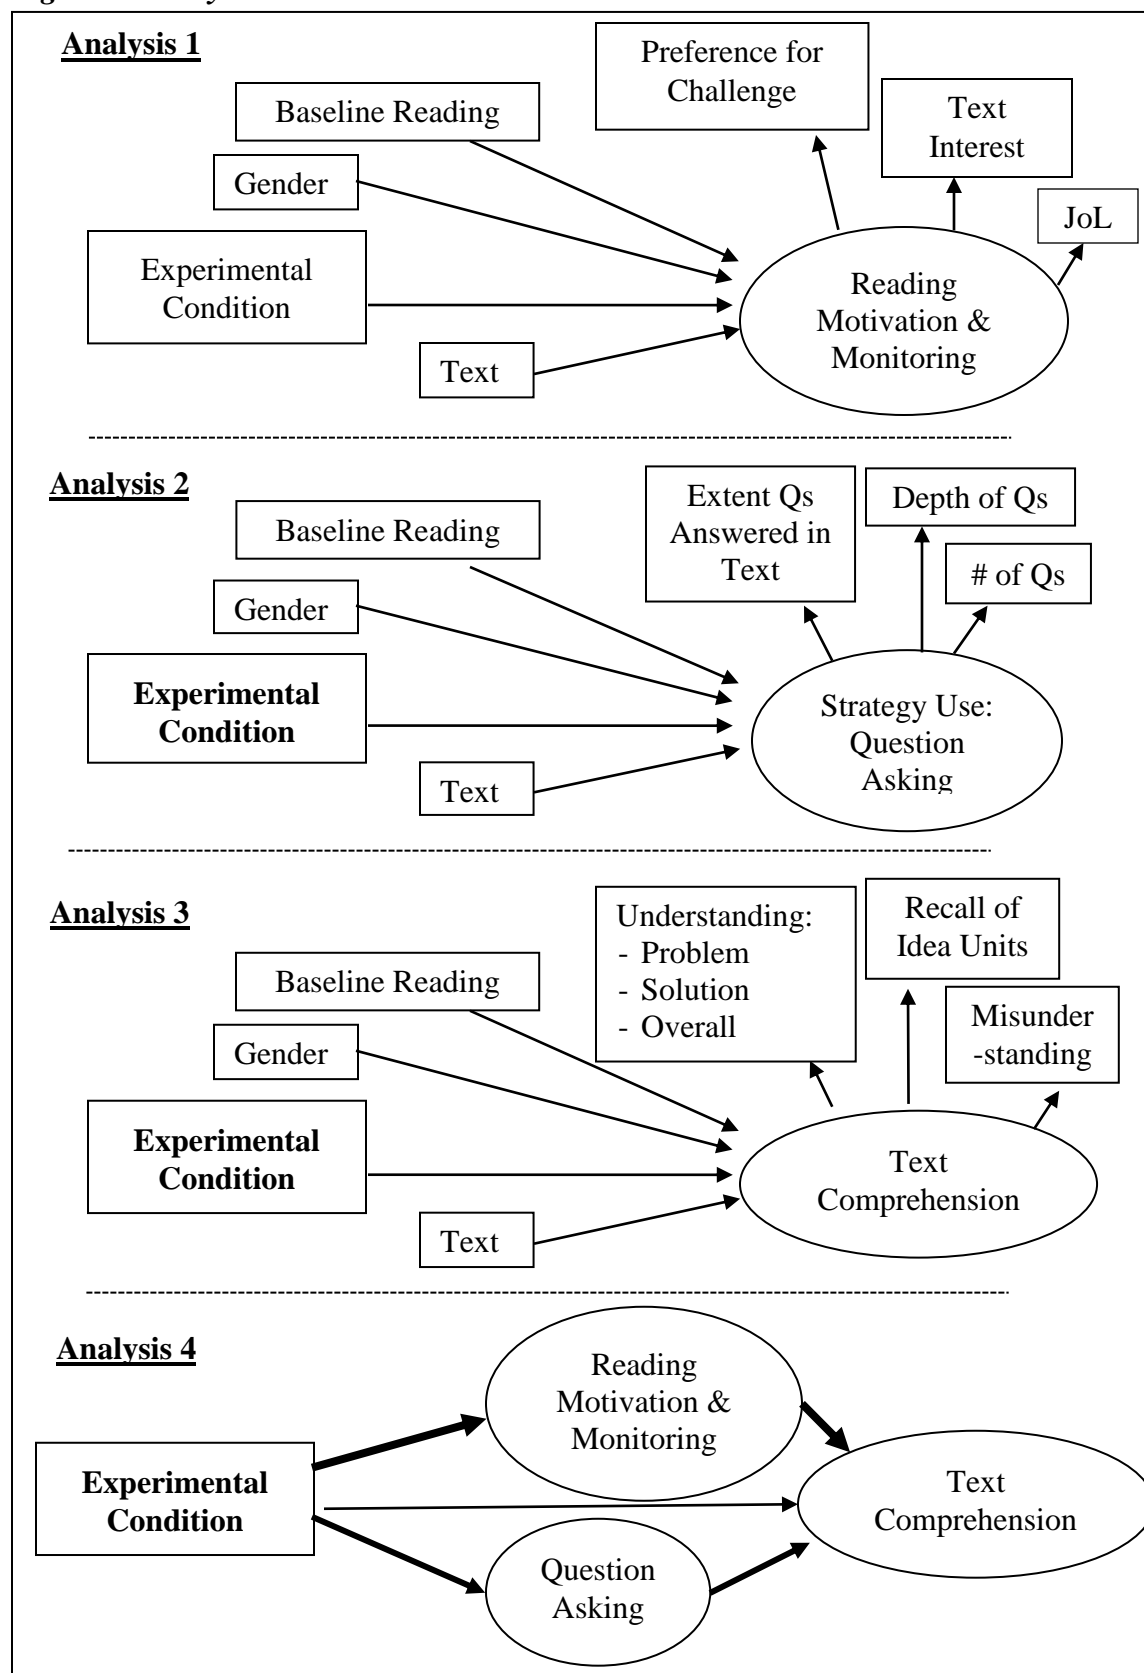 Analysis 1
Preference for
Challenge
Baseline Reading
Text
Interest
Gender
JoL
Experimental
Condition
Reading
Motivation &
Monitoring
Text
Analysis 2
Extent Qs
Answered in
Text
Depth of Qs
Baseline Reading
# of Qs
Gender
Experimental
Condition
Strategy Use:
Question
Asking
Text
Analysis 3
Understanding:
- Problem
- Solution
- Overall
Recall of
Idea Units
Baseline Reading
Misunder
-standing
Gender
Experimental
Condition
Text
Comprehension
Text
Analysis 4
Reading
Motivation &
Monitoring
Experimental
Condition
Text
Comprehension
Question
Asking